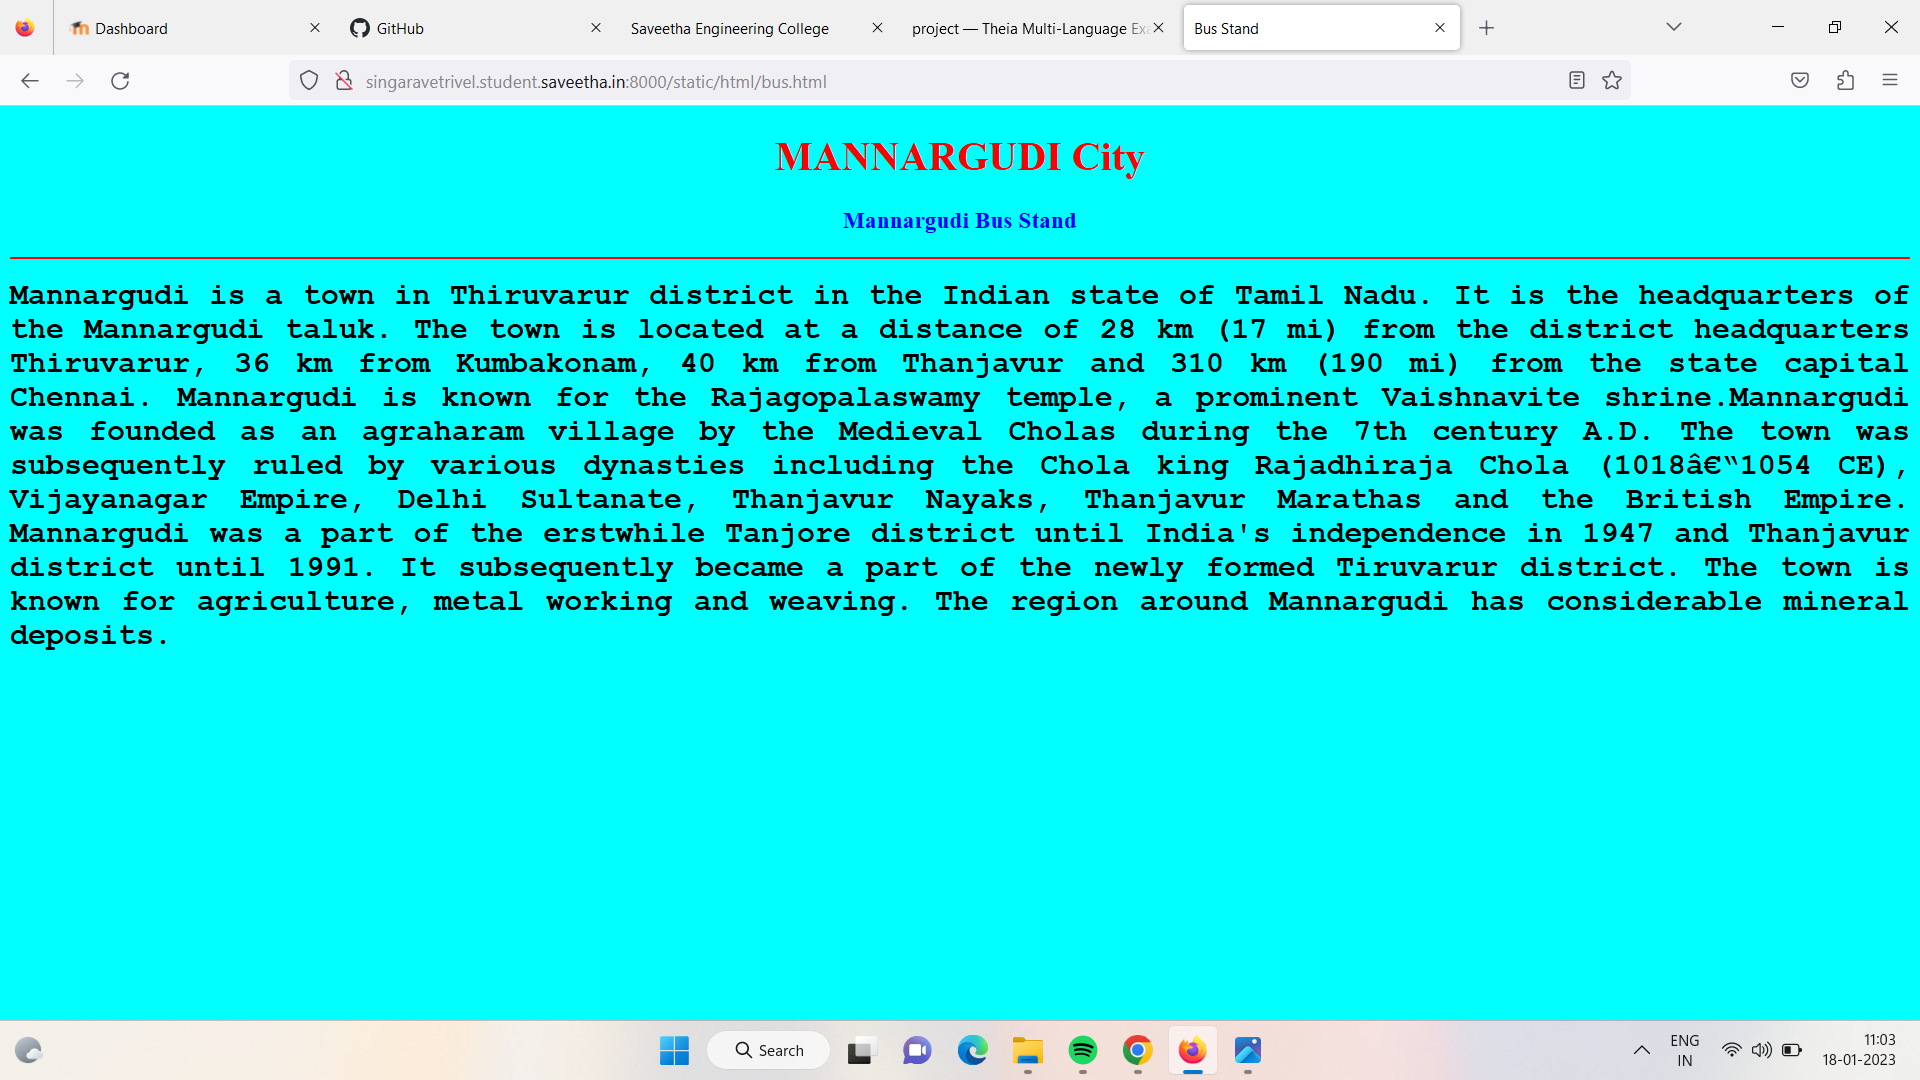 Dashboard
GitHub
Saveetha Engineering College
project — Theia Multi-Language Exa
Bus Stand
singaravetrivel.student.saveetha.in:8000/static/html/bus.html
MANNARGUDI City
Mannargudi Bus Stand
Mannargudi is a town in Thiruvarur district in the Indian state of Tamil Nadu. It is the headquarters of
the Mannargudi taluk. The town is located at a distance of 28 km (17 mi) from the district headquarters
Thiruvarur, 36 km from Kumbakonam, 40 km from Thanjavur and 310 km (190 mi) from the state capital
Chennai. Mannargudi is known for the Rajagopalaswamy temple, a prominent Vaishnavite shrine.Mannargudi
was founded as an agraharam village by the Medieval Cholas during the 7th century A.D. The town was
subsequently ruled by various dynasties including the Chola king Rajadhiraja Chola (1018â€“1054 CE),
Vijayanagar Empire, Delhi Sultanate, Thanjavur Nayaks, Thanjavur Marathas and the British Empire.
Mannargudi was a part of the erstwhile Tanjore district until India's independence in 1947 and Thanjavur
district until 1991. It subsequently became a part of the newly formed Tiruvarur district. The town is
known for agriculture, metal working and weaving. The region around Mannargudi has considerable mineral
deposits.
Search
ENG
IN
11:03
18-01-2023